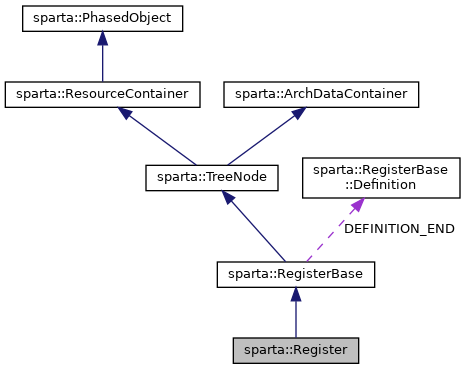 sparta::PhasedObject
sparta::ResourceContainer
sparta::ArchDataContainer
sparta::TreeNode
sparta::RegisterBase
::Definition
DEFINITION_END
sparta::RegisterBase
sparta::Register